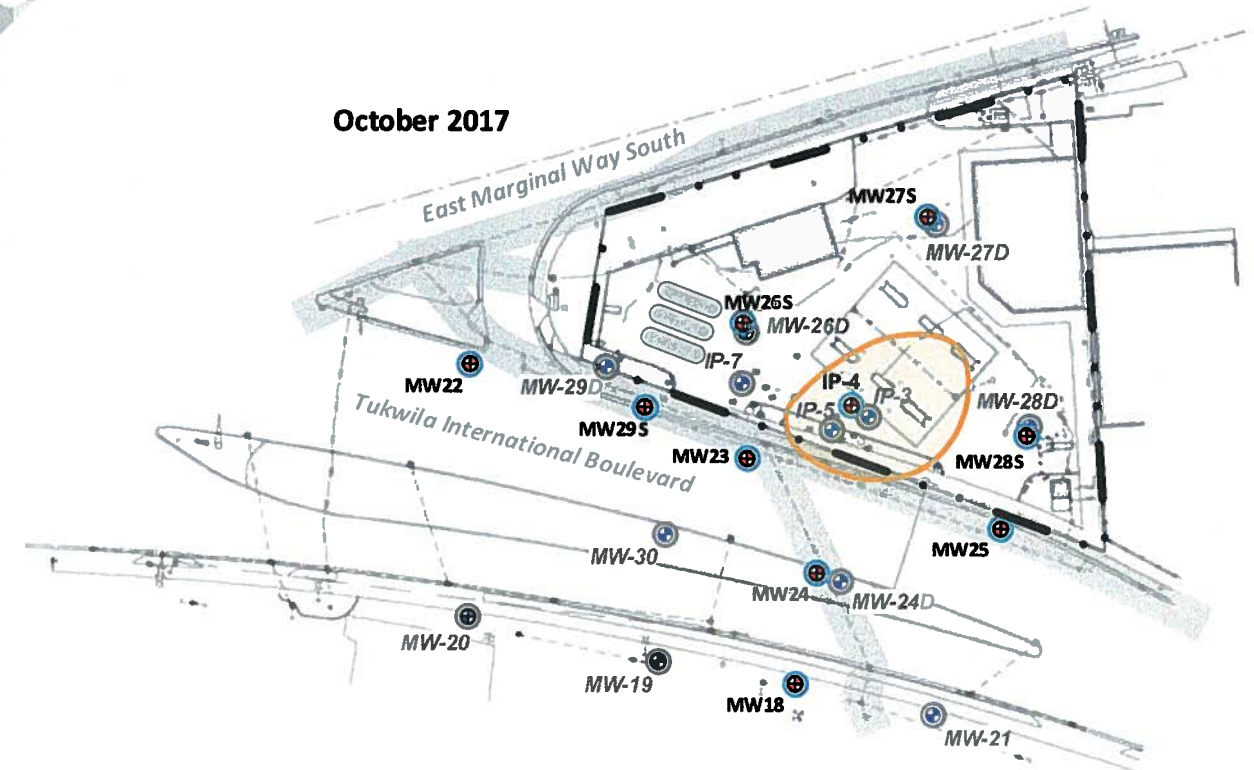 October 2017
East Marginal Way South
MW27S
MW-27D
MW26S
MW-26D
IP-7
MW22
MW-29D
IP-4
IP-3
IP-5
MW-28D
MW29S
Tukwila International Boulevard
MW23
MW28S
MW25
MW-30
MW24
MW-24D
MW-20
MW-19
MW18
MW-21